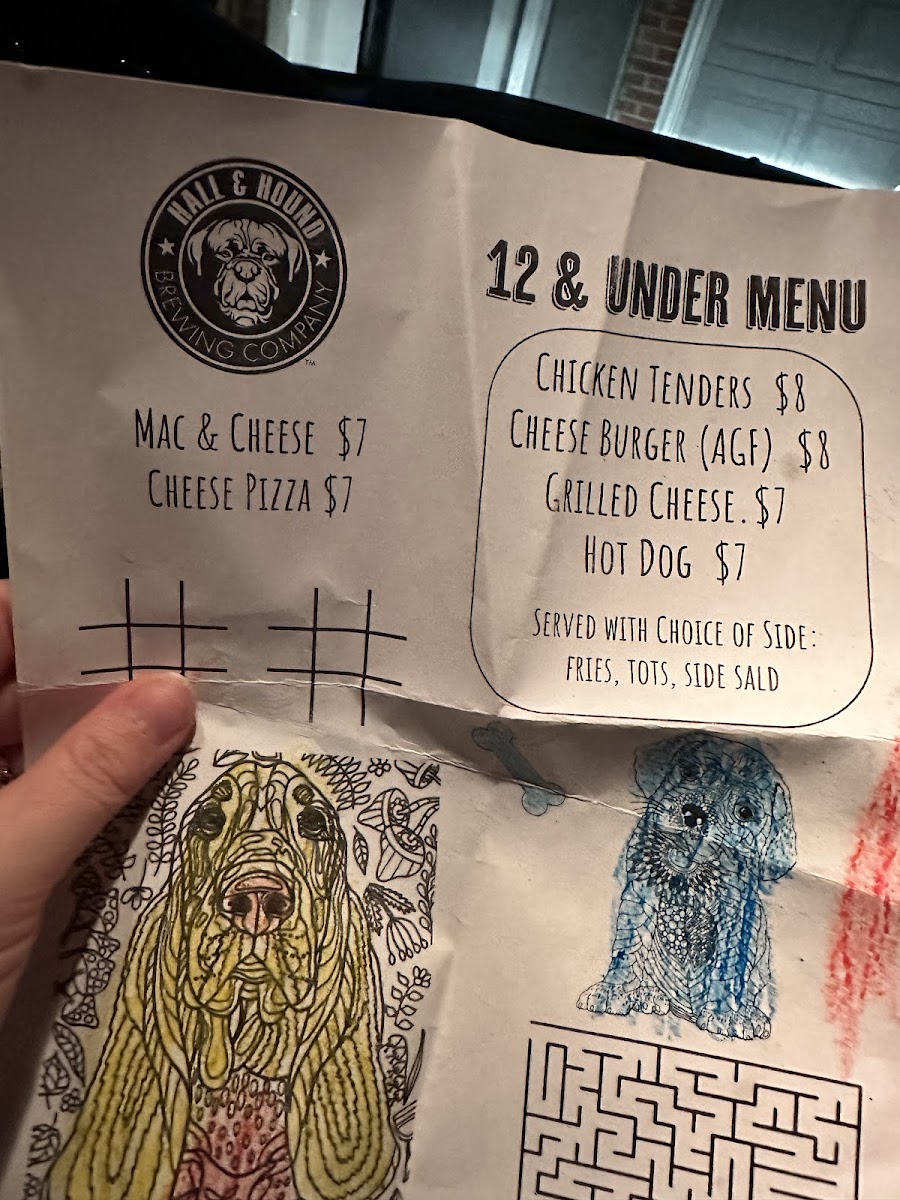 HALL & HOUND
BREWING COMPANY
TM
MAC & CHEESE $7
CHEESE PIZZA $7
12 & UNDER MENU
CHICKEN TENDERS $8
CHEESE BURGER (AGF) $8
GRILLED CHEESE. $7
HOT DOG $7
SERVED WITH CHOICE OF SIDE:
FRIES, TOTS, SIDE SALD